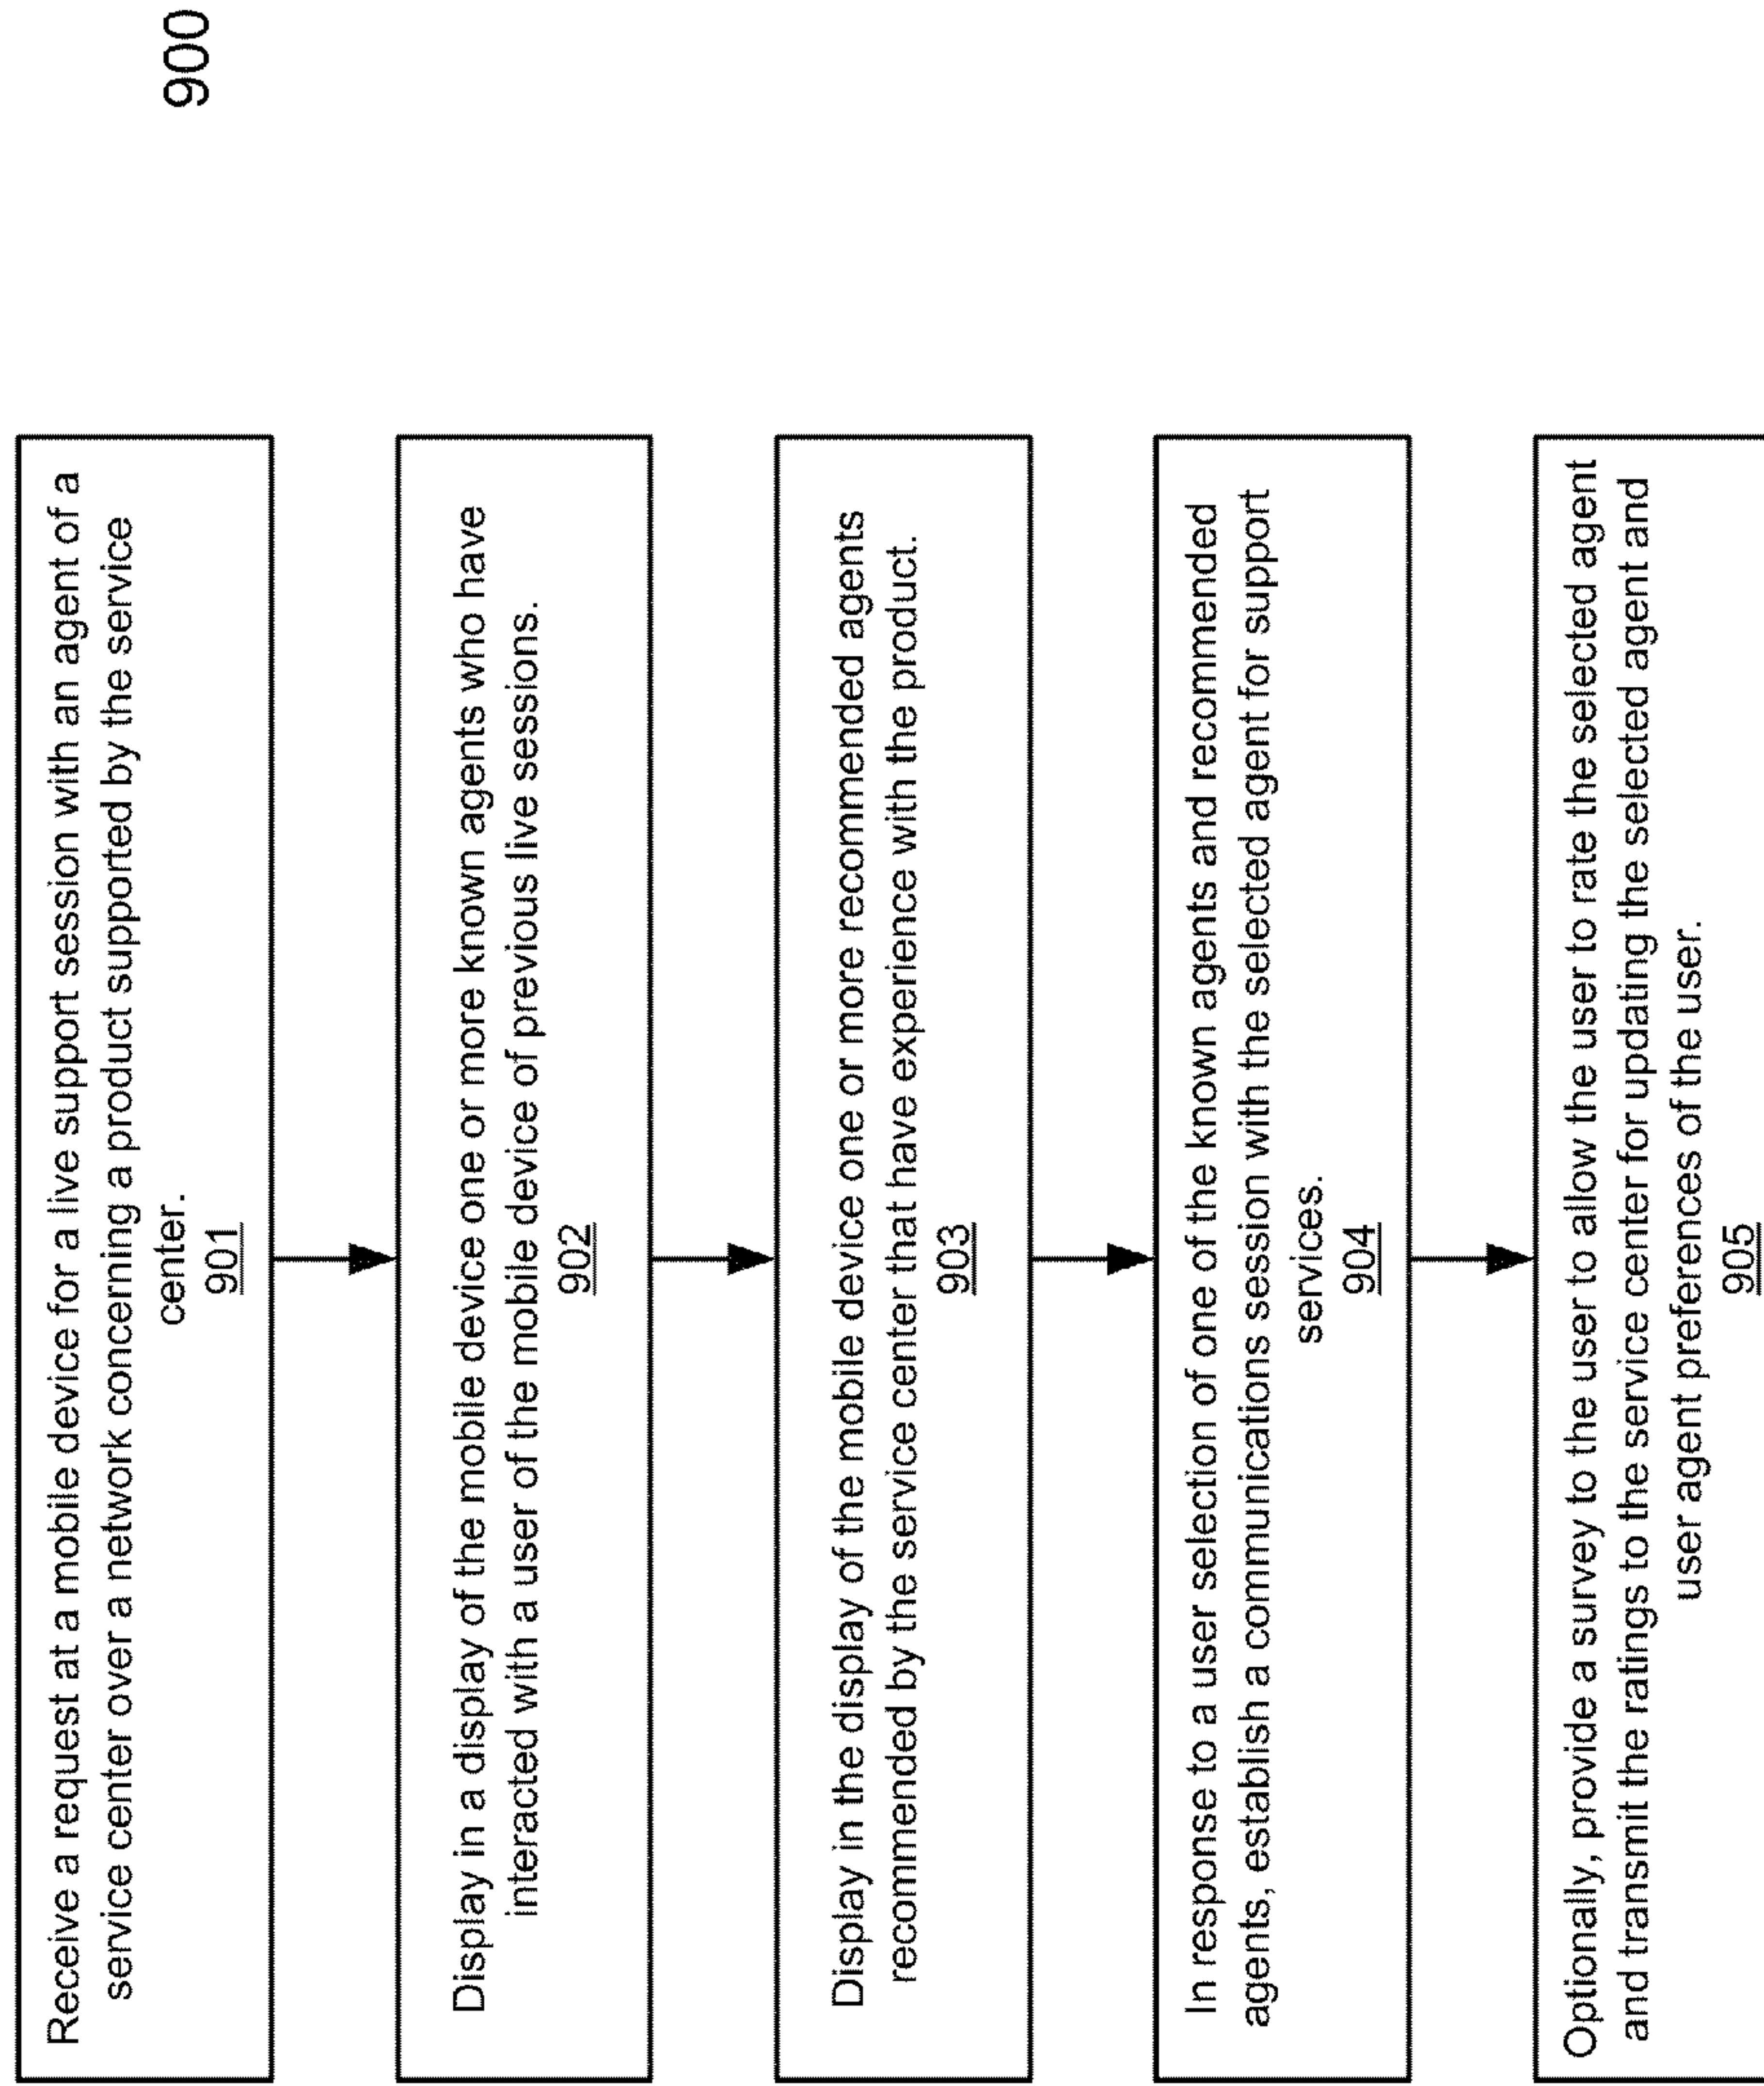 Receive a request at a mobile device for a live support session with an agent of a
service center over a network concerning a product supported by the service
center.
901
Display in a display of the mobile device one or more known agents who have
interacted with a user of the mobile device of previous live sessions.
902
Display in the display of the mobile device one or more recommended agents
recommended by the service center that have experience with the product.
903
In response to a user selection of one of the known agents and recommended
agents, establish a communications session with the selected agent for support
services.
904
Optionally, provide a survey to the user to allow the user to rate the selected agent
and transmit the ratings to the service center for updating the selected agent and
user agent preferences of the user.
905
900